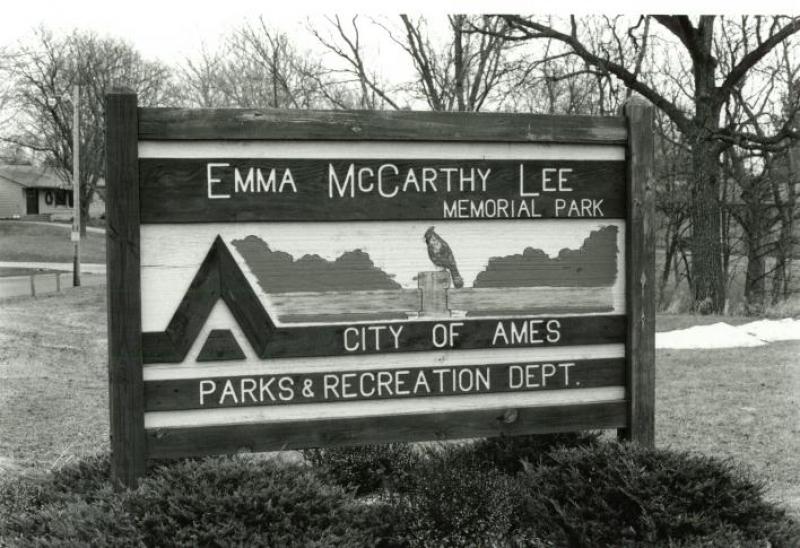 EMMA MCCARTHY LEE
MEMORIAL PARK
CITY OF AMES
PARKS & RECREATION DEPT.